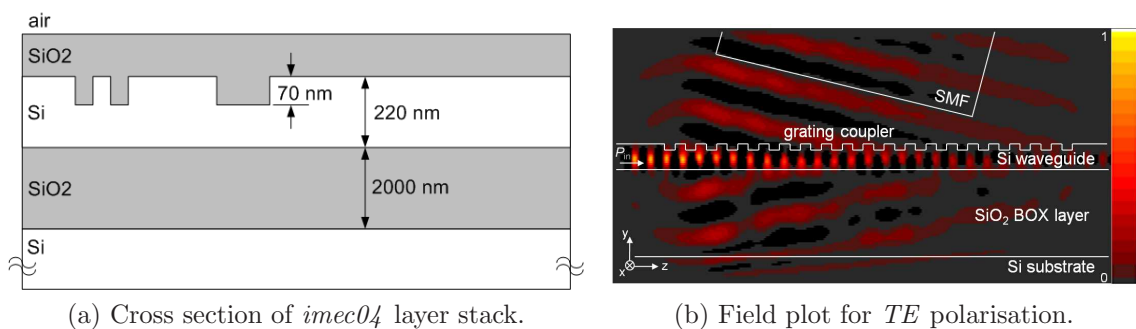 air
SiO2
Si
70 nm
220 nm
SiO2
2000 nm
Si
1
SMF
grating coupler
Pin
Si waveguide
SiO2 BOX layer
y
x
z
Si substrate
0
(a) Cross section of imec04 layer stack.
(b) Field plot for TE polarisation.